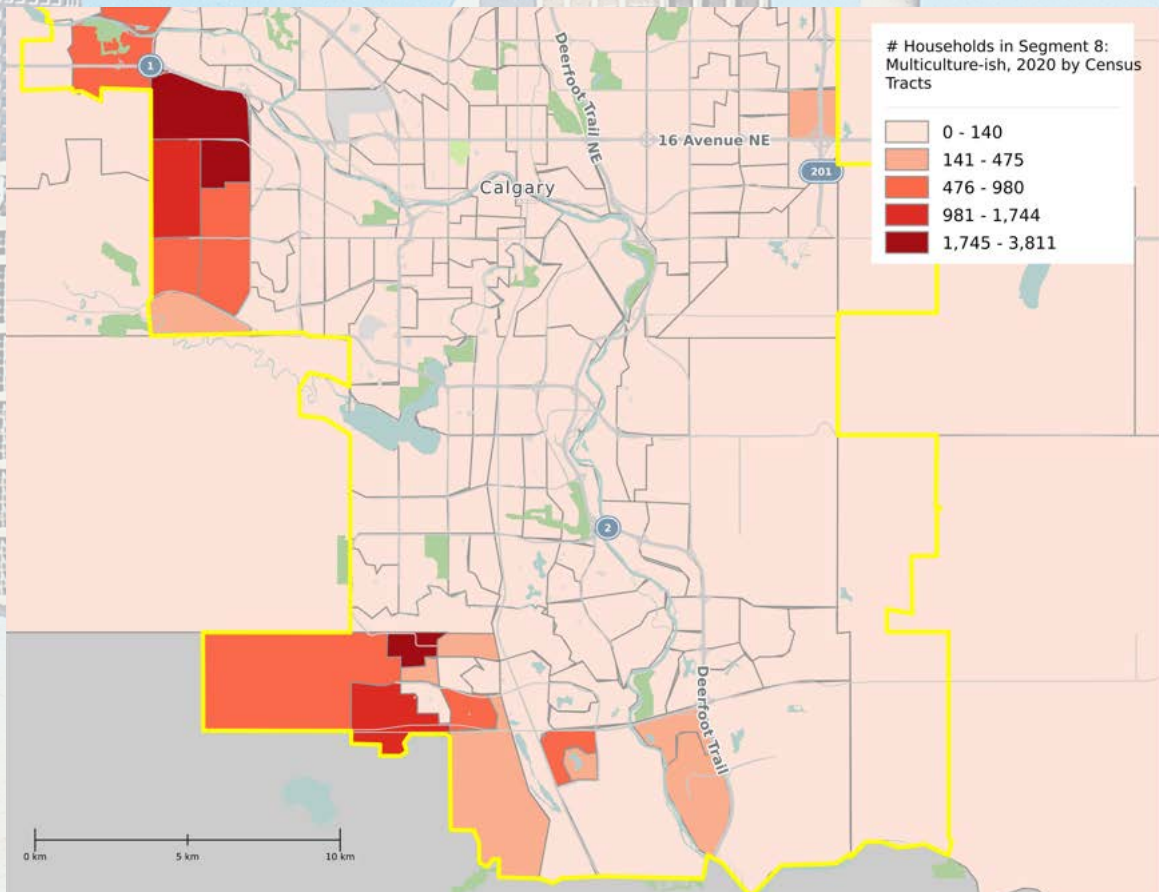 # Households in Segment 8:
Multiculture-ish, 2020 by Census
Tracts
0 - 140
141 - 475
476 - 980
981 - 1,744
1,745 - 3,811
1
Deerfoot Trail NE
16 Avenue NE
201
Calgary
2
Deerfoot Trail
0 km
5 km
10 km